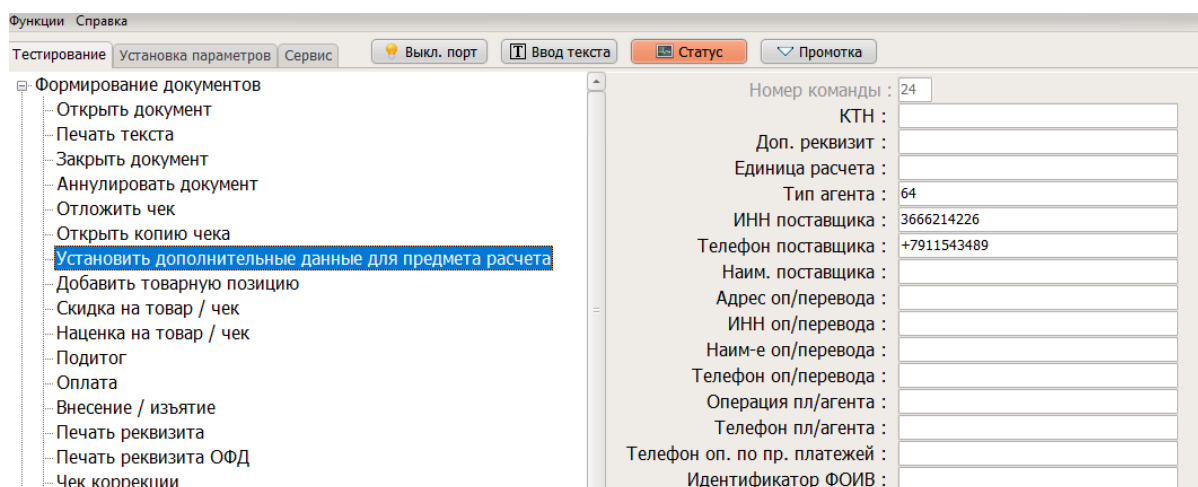 Функции Справка
Тестирование Установка параметров Сервис Выкл. порт T Ввод текста Статус Промотка
Формирование документов
Открыть документ
Печать текста
Закрыть документ
Аннулировать документ
Отложить чек
Открыть копию чека
Установить дополнительные данные для предмета расчета
Добавить товарную позицию
Скидка на товар / чек
Наценка на товар / чек
Подитог
Оплата
Внесение / изъятие
Печать реквизита
Печать реквизита ОФД
Чек коррекции
Номер команды : 24
КТН :
Доп. реквизит :
Единица расчета :
Тип агента : 64
ИНН поставщика : 3666214226
Телефон поставщика : +7911543489
Наим. поставщика :
Адрес оп/перевода :
ИНН оп/перевода :
Наим-е оп/перевода :
Телефон оп/перевода :
Операция пл/агента :
Телефон пл/агента :
Телефон оп. по пр. платежей :
Идентификатор ФОИВ :